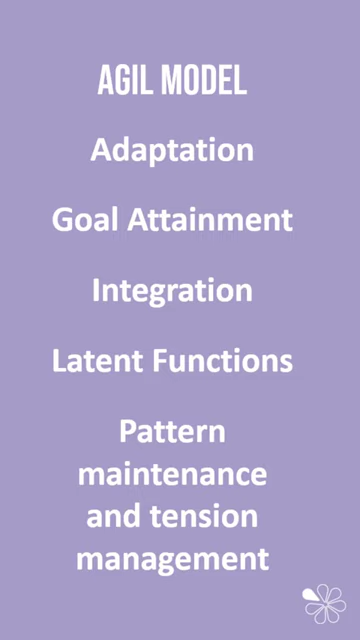 AGIL MODEL
Adaptation
Goal Attainment
Integration
Latent Functions
Pattern
maintenance
and tension
management